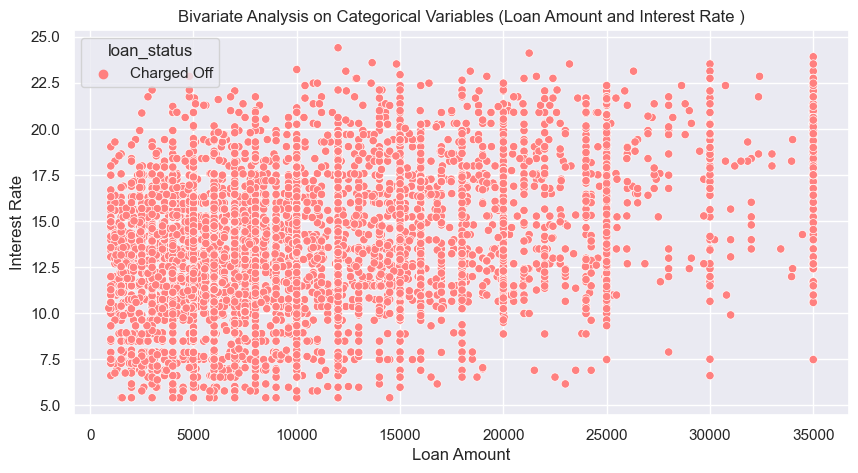 Bivariate Analysis on Categorical Variables (Loan Amount and Interest Rate )
25.0
22.5
20.0
17.5
15.0
12.5
10.0
7.5
5.0
Interest Rate
loan_status
Charged Off
0 5000 10000 15000 20000 25000 30000 35000
Loan Amount